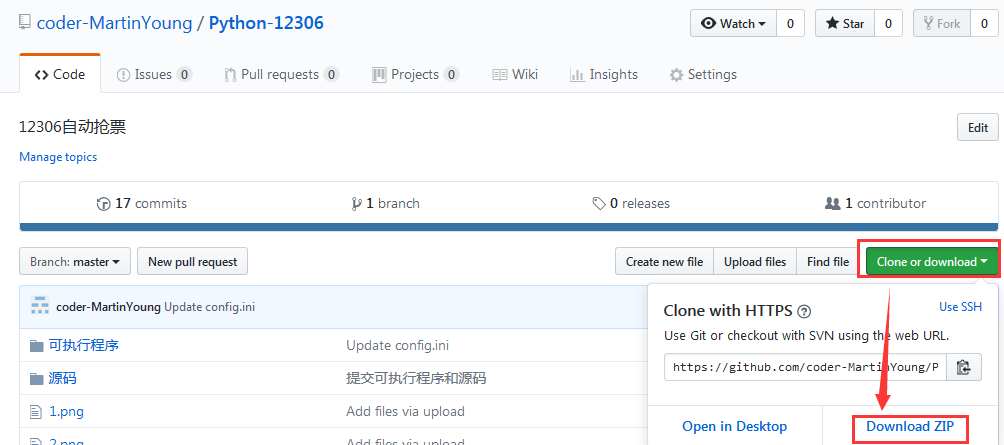 coder-MartinYoung / Python-12306
Watch 0 Star 0 Fork 0
Code Issues 0 Pull requests 0 Projects 0 Wiki Insights Settings
12306自动抢票
Edit
Manage topics
17 commits 1 branch 0 releases 1 contributor
Branch: master New pull request Create new file Upload files Find file Clone or download
coder-MartinYoung Update config.ini
可执行程序 Update config.ini
源码 提交可执行程序和源码
1.png Add files via upload
2.png Add files via upload
Clone with HTTPS ? Use SSH
Use Git or checkout with SVN using the web URL.
https://github.com/coder-MartinYoung/P
Open in Desktop Download ZIP